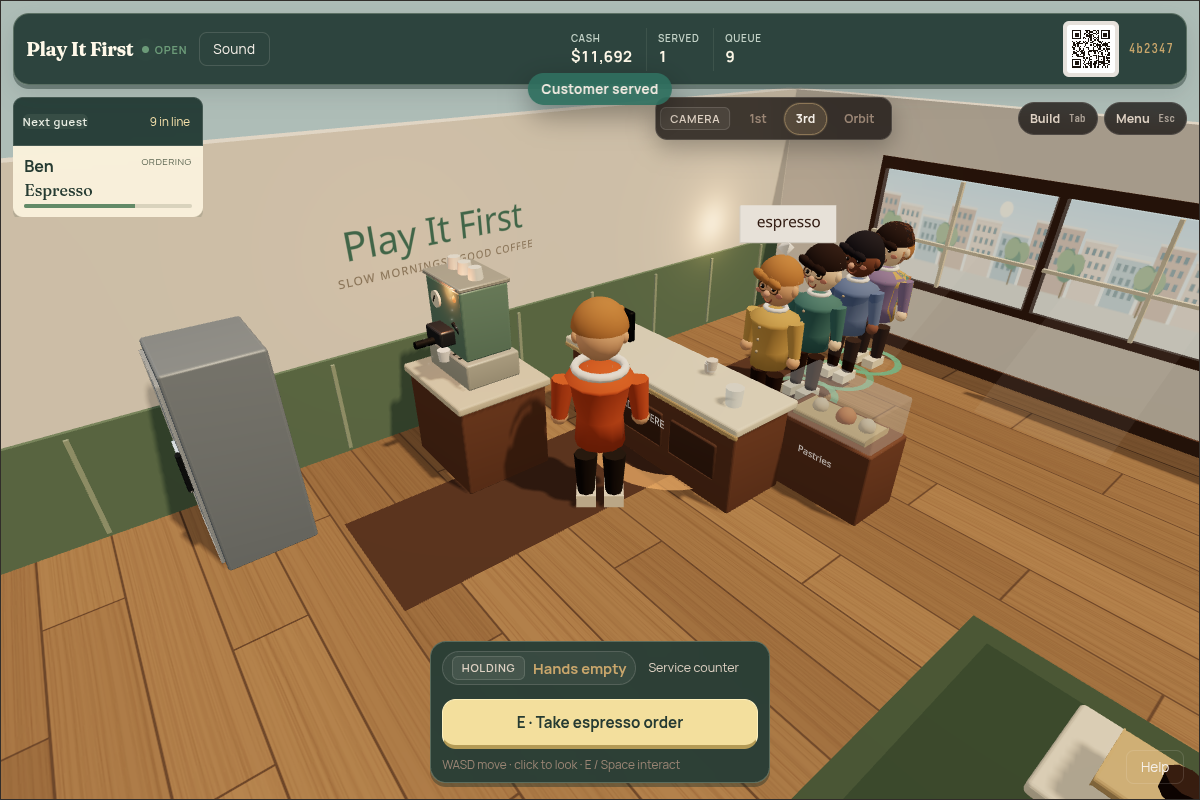 Play It First
OPEN
Sound
CASH
$11,692
SERVED
1
QUEUE
9
4b2347
Customer served
Next guest
9 in line
Ben
ORDERING
Espresso
CAMERA
1st
3rd
Orbit
Build Tab
Menu Esc
espresso
Play It First
SLOW MORNINGS GOOD COFFEE
Pastries
HOLDING
Hands empty
Service counter
E · Take espresso order
WASD move · click to look · E / Space interact
Help